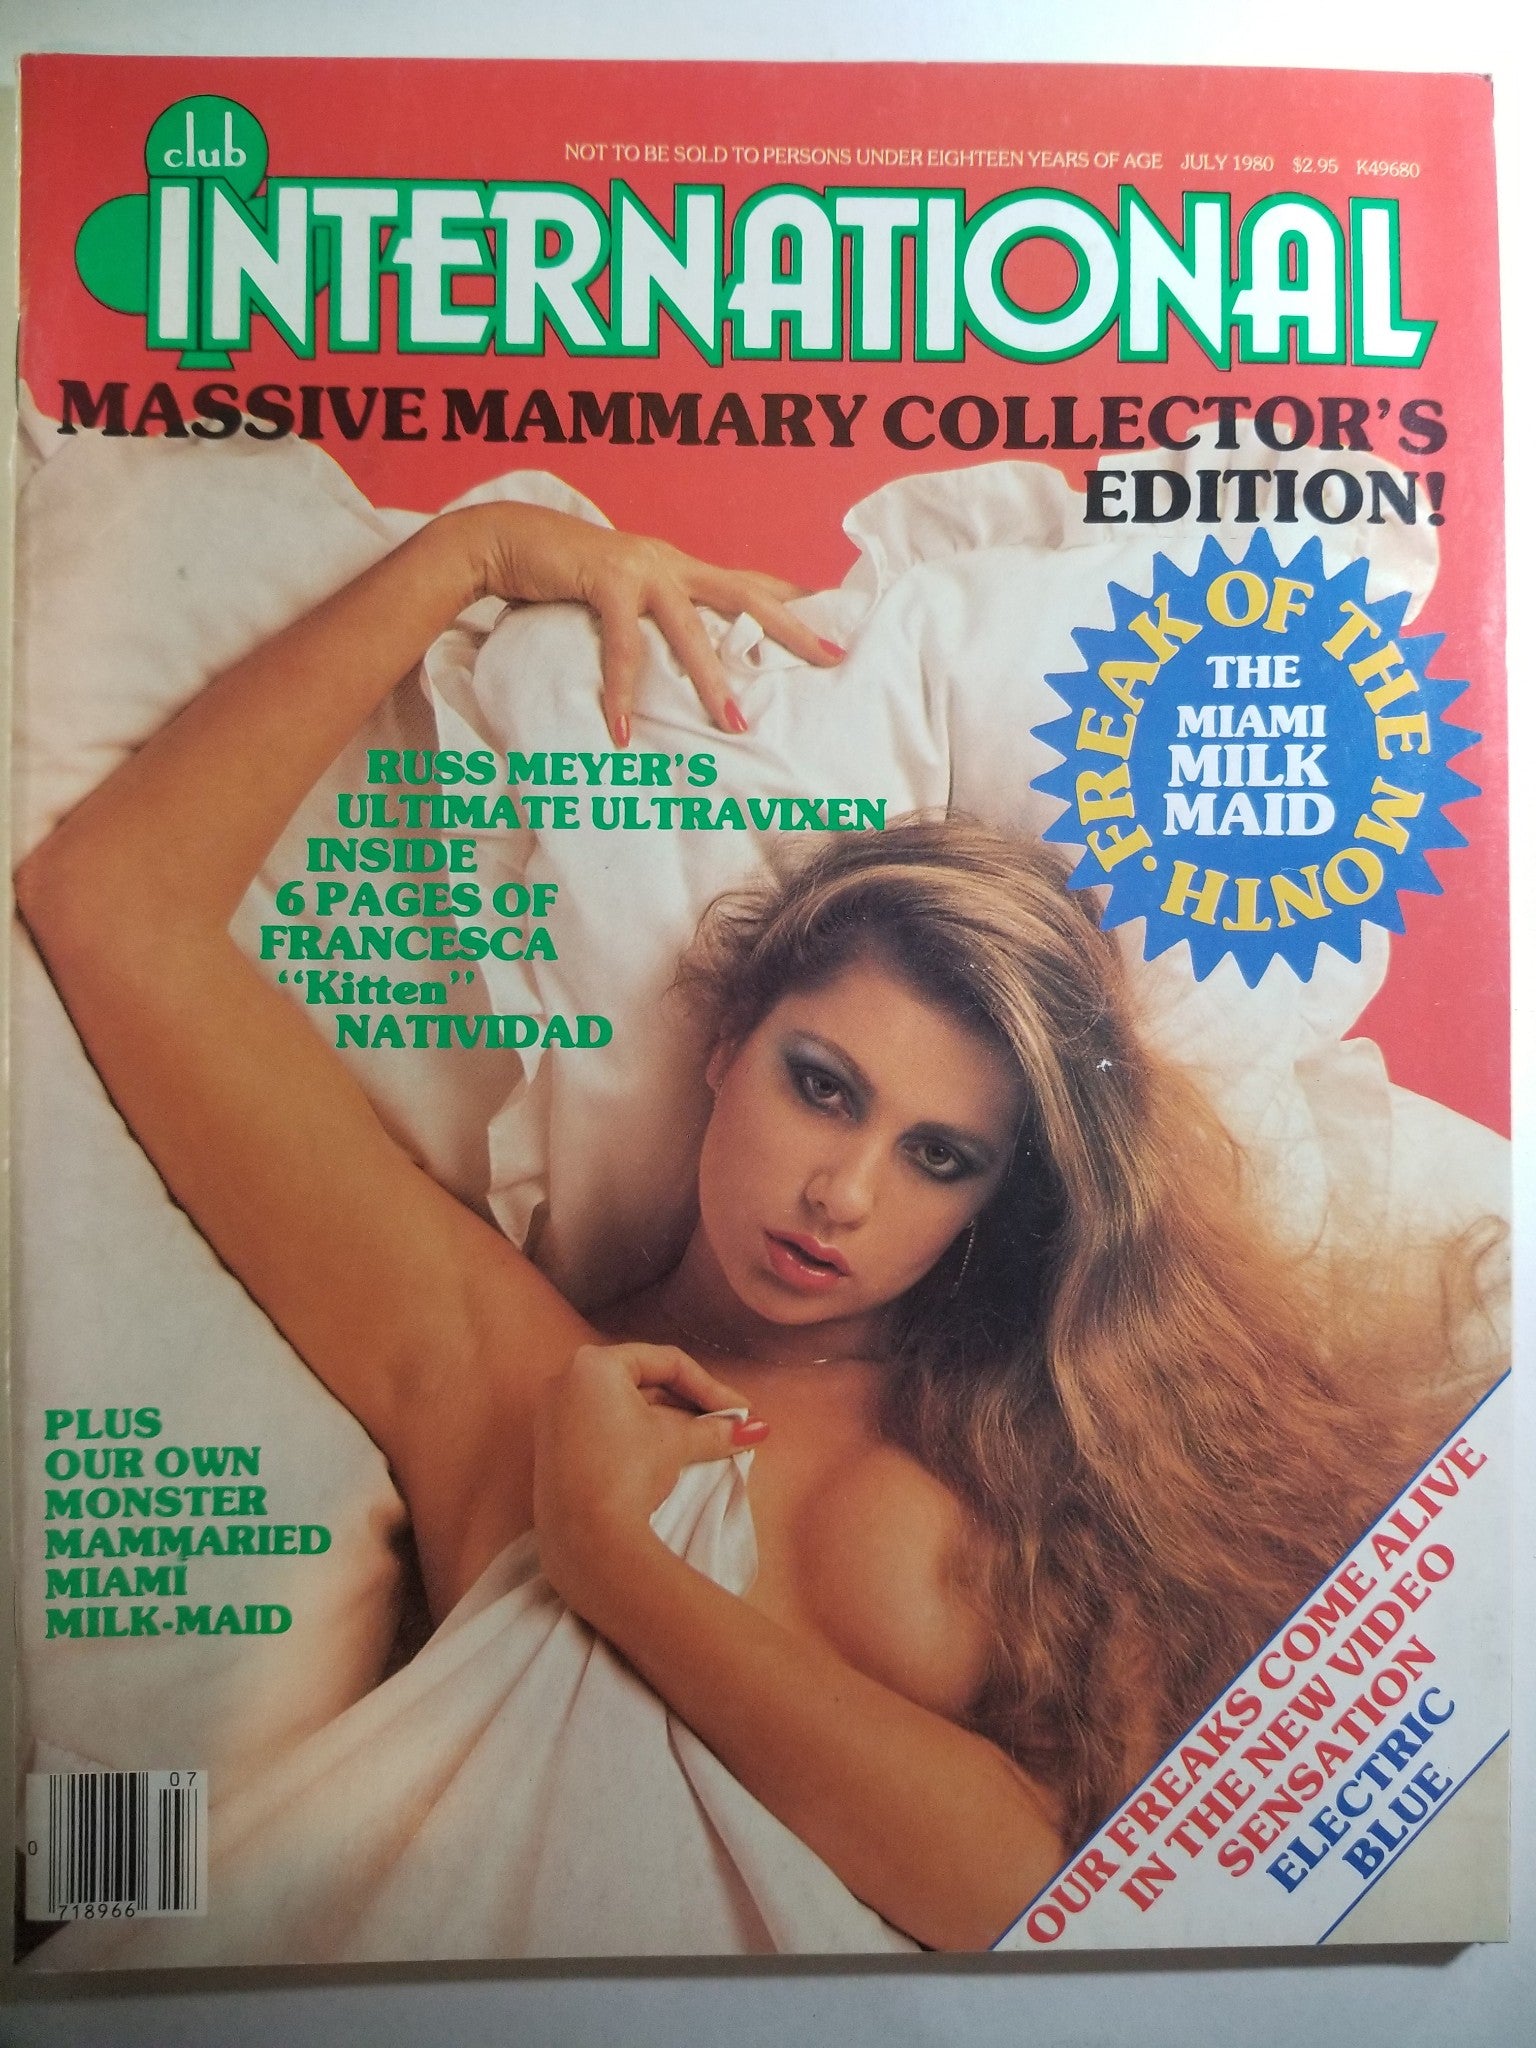 club
NOT TO BE SOLD TO PERSONS UNDER EIGHTEEN YEARS OF AGE JULY 1980 $2.95 K49680
INTERNATIONAL
MASSIVE MAMMARY COLLECTOR'S
EDITION!
FREAK OF THE MONTH.
THE
MIAMI
MILK
MAID
RUSS MEYER'S
ULTIMATE ULTRAVIXEN
INSIDE
6 PAGES OF
FRANCESCA
"Kitten"
NATIVIDAD
PLUS
OUR OWN
MONSTER
MAMMARIED
MIAMI
MILK-MAID
OUR FREAKS COME ALIVE
IN THE NEW VIDEO
SENSATION
ELECTRIC
BLUE
07
0
718966